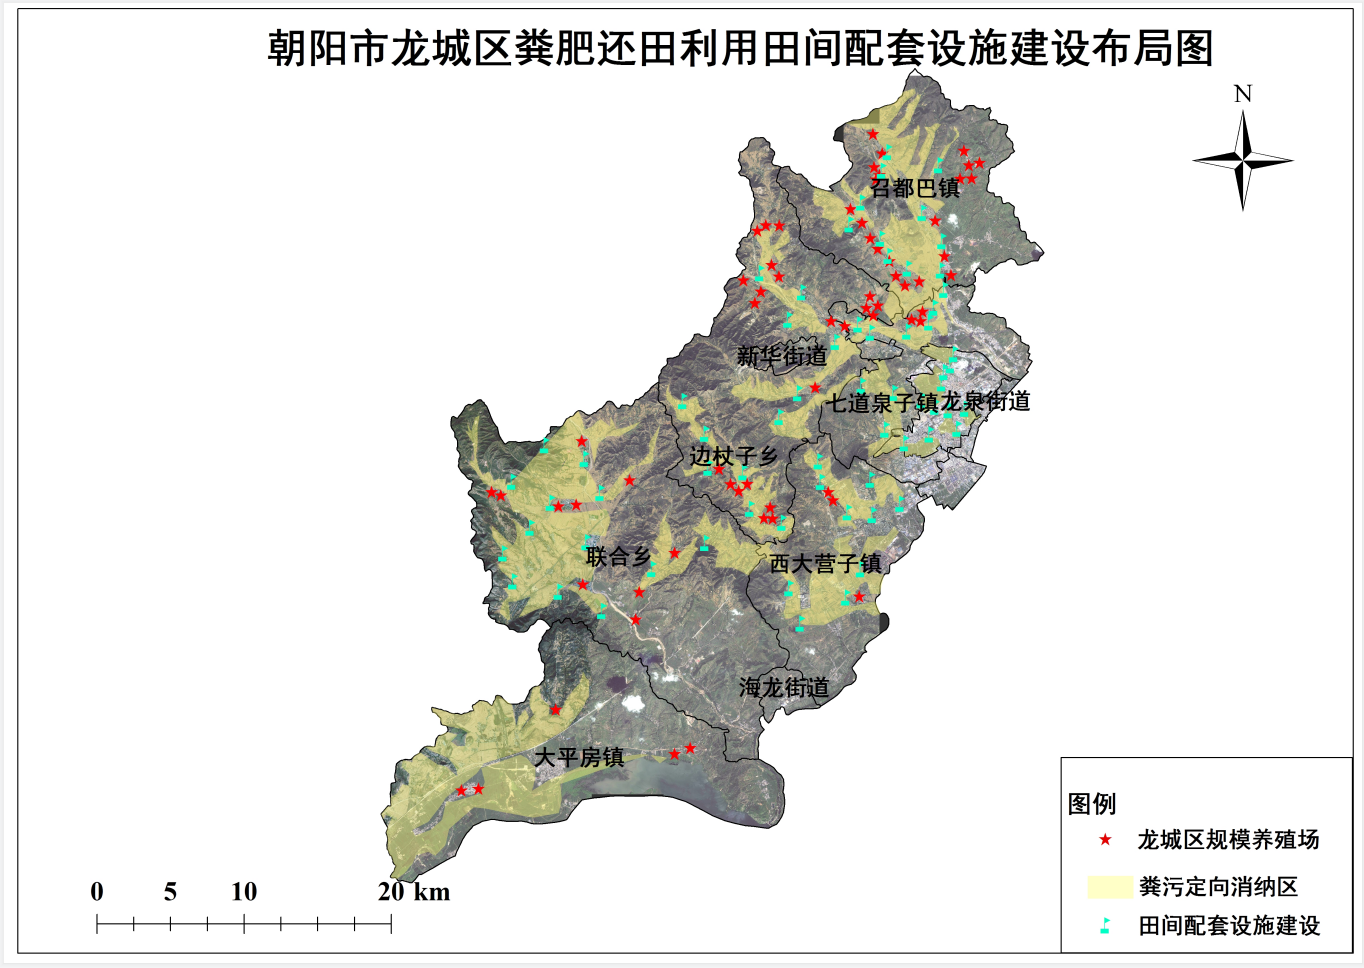 朝阳市龙城区粪肥还田利用田间配套设施建设布局图
N
召都巴镇
新华街道
七道泉子镇
龙泉街道
边杖子乡
联合乡
西大营子镇
海龙街道
大平房镇
图例
龙城区规模养殖场
粪污定向消纳区
田间配套设施建设
0 5 10 20 km